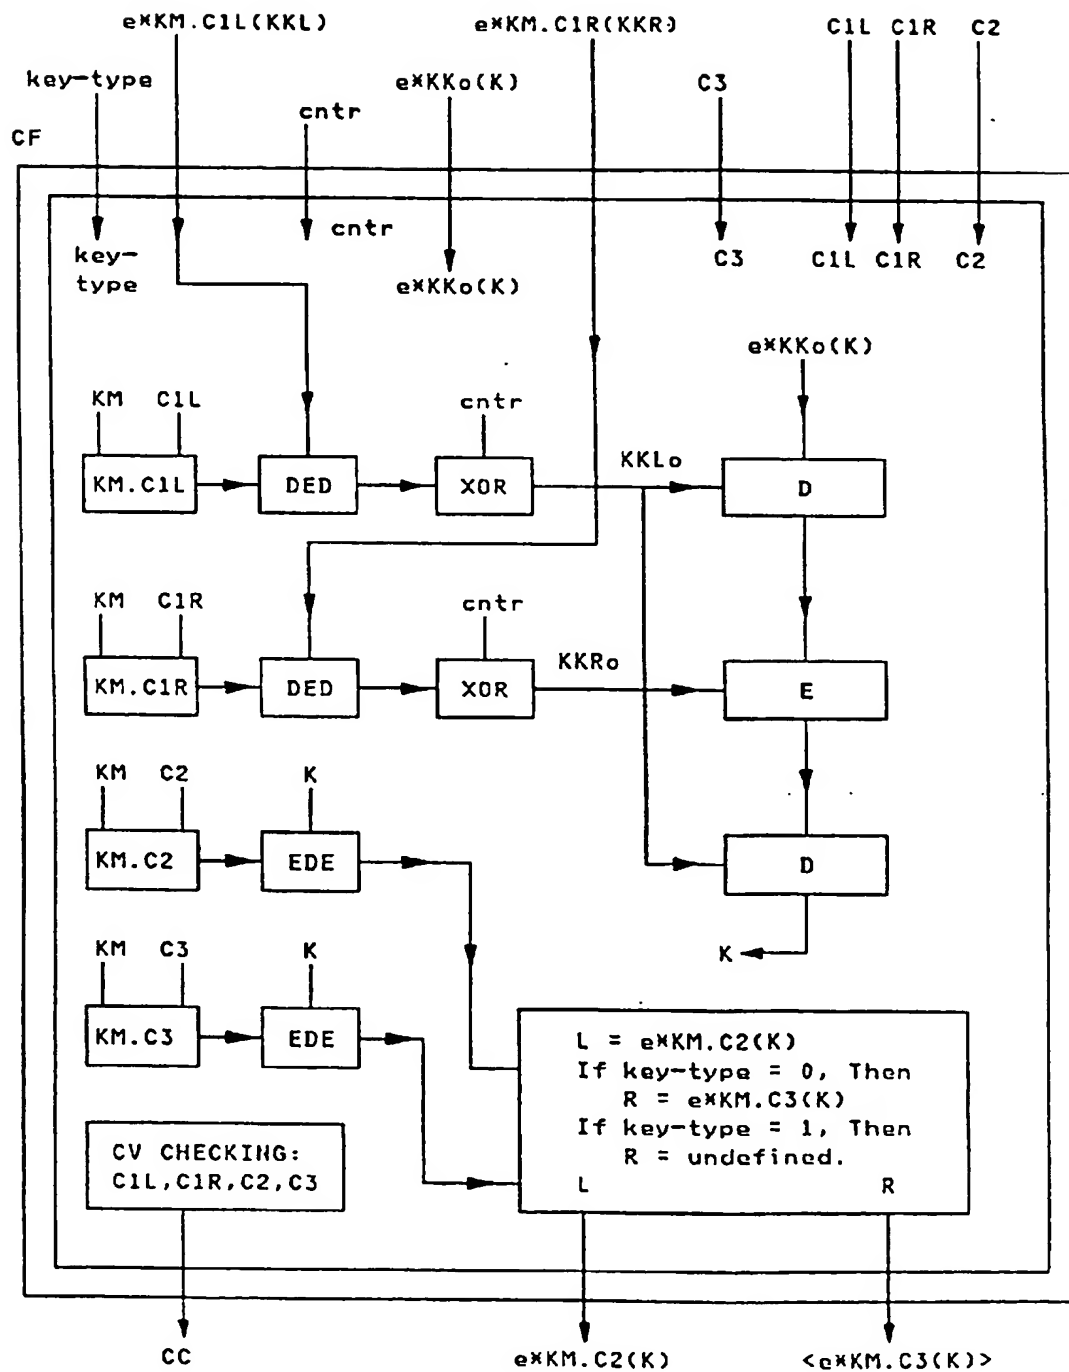 e*KM.C1L(KKL) e*KM.C1R(KKR) C1L C1R C2
key-type e*KKo(K) C3
cntr
CF
cntr
key-
type
C3 C1L C1R C2
e*KKo(K)
e*KKo(K)
KM C1L cntr
KKLo
KM.C1L DED XOR D
KM C1R cntr
KKRo
KM.C1R DED XOR E
KM C2 K
KM.C2 EDE D
KM C3 K
K
KM.C3 EDE
L = e*KM.C2(K)
If key-type = 0, Then
R = e*KM.C3(K)
If key-type = 1, Then
R = undefined.
L R
CV CHECKING:
C1L,C1R,C2,C3
CC e*KM.C2(K) <e*KM.C3(K)>